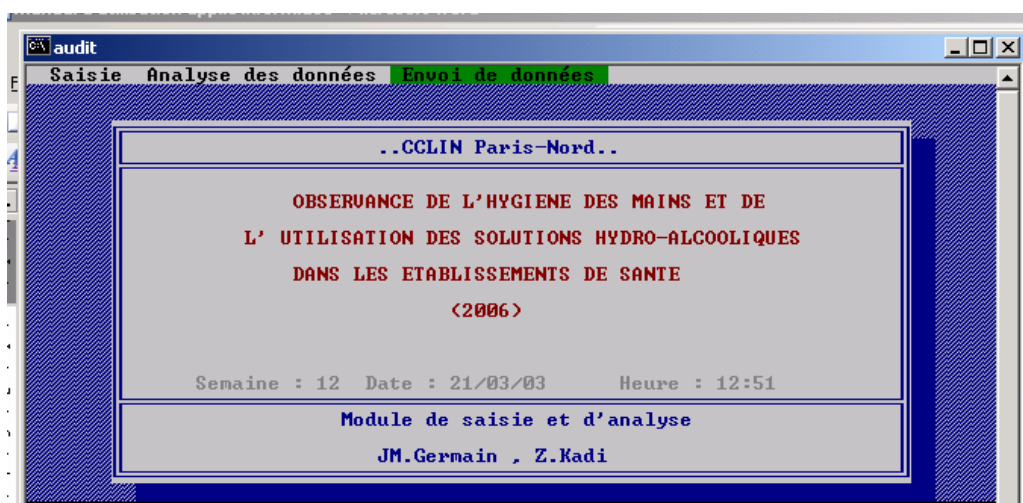 audit
Saisie Analyse des données Envoi de données
..CCLIN Paris-Nord..
OBSERVANCE DE L'HYGIENE DES MAINS ET DE
L' UTILISATION DES SOLUTIONS HYDRO-ALCOOLIQUES
DANS LES ETABLISSEMENTS DE SANTE
(2006)
Semaine : 12 Date : 21/03/03 Heure : 12:51
Module de saisie et d'analyse
JM.Germain , Z.Kadi